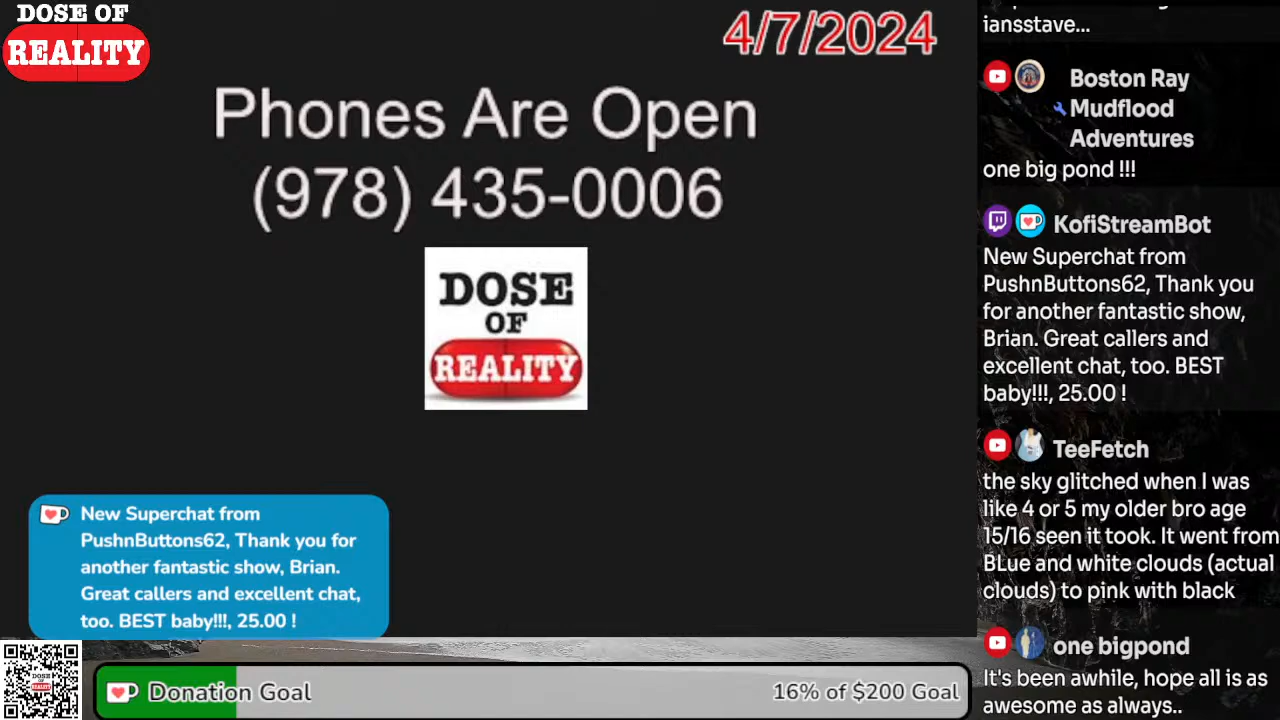 DOSE OF
REALITY
4/7/2024
Phones Are Open
(978) 435-0006
DOSE
OF
REALITY
New Superchat from
PushnButtons62, Thank you for
another fantastic show, Brian.
Great callers and excellent chat,
too. BEST baby!!!, 25.00 !
Donation Goal
16% of $200 Goal
iansstave...
Boston Ray
Mudflood
Adventures
one big pond !!!
KofiStreamBot
New Superchat from
PushnButtons62, Thank you
for another fantastic show,
Brian. Great callers and
excellent chat, too. BEST
baby!!!, 25.00 !
TeeFetch
the sky glitched when I was
like 4 or 5 my older bro age
15/16 seen it took. It went from
BLue and white clouds (actual
clouds) to pink with black
one bigpond
It's been awhile, hope all is as
awesome as always..